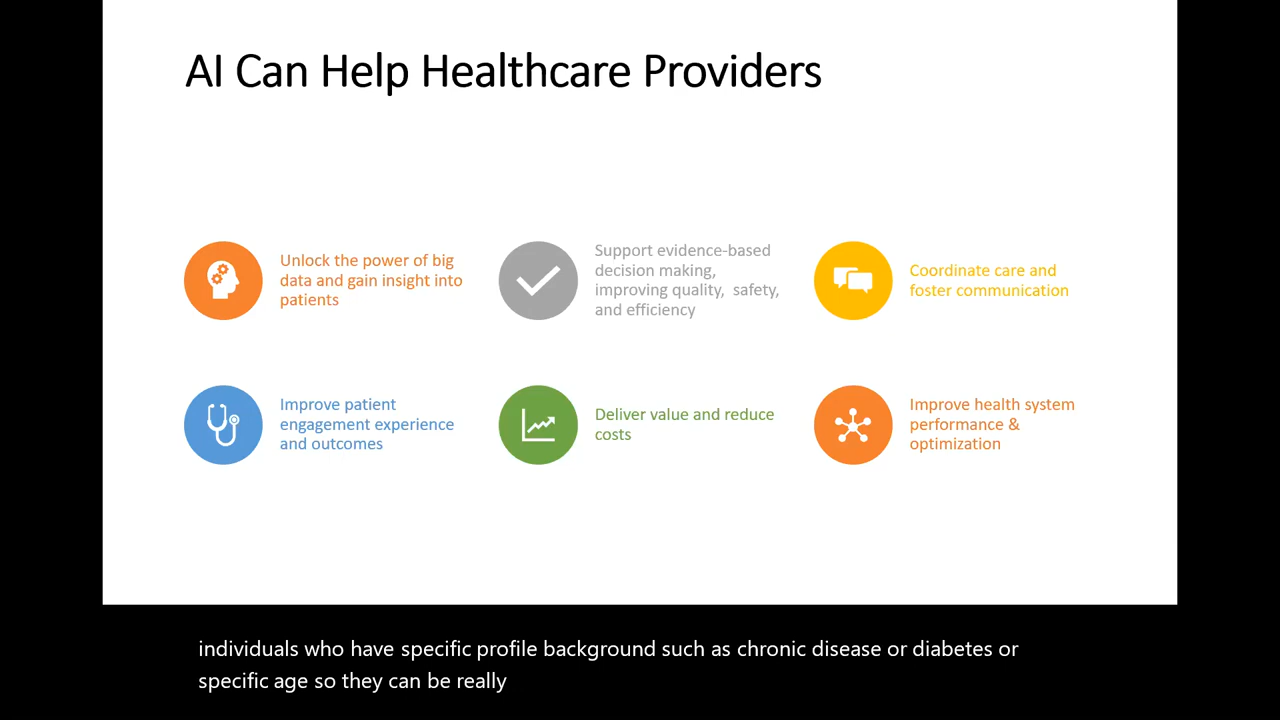 AI Can Help Healthcare Providers
Unlock the power of big
data and gain insight into
patients
Support evidence-based
decision making,
improving quality,  safety,
and efficiency
Coordinate care and
foster communication
Improve patient
engagement experience
and outcomes
Deliver value and reduce
costs
Improve health system
performance &
optimization
individuals who have specific profile background such as chronic disease or diabetes or
specific age so they can be really